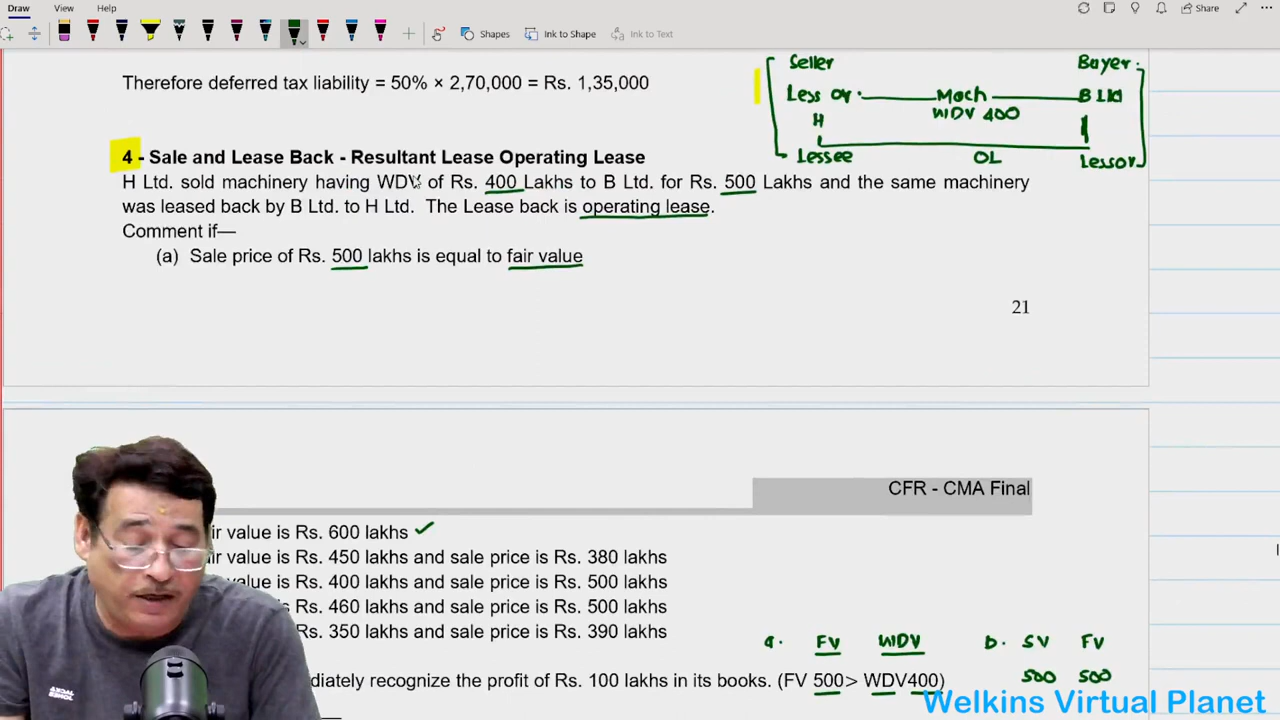 Draw View Help
Share
Shapes Ink to Shape Ink to Text
Therefore deferred tax liability = 50% × 2,70,000 = Rs. 1,35,000
Seller Buyer
Less or Mach B Ltd
H WDV 400
Lessee OL Lessor
4 - Sale and Lease Back - Resultant Lease Operating Lease
H Ltd. sold machinery having WDV of Rs. 400 Lakhs to B Ltd. for Rs. 500 Lakhs and the same machinery
was leased back by B Ltd. to H Ltd. The Lease back is operating lease.
Comment if—
(a) Sale price of Rs. 500 lakhs is equal to fair value
21
CFR - CMA Final
ir value is Rs. 600 lakhs ✓
ir value is Rs. 450 lakhs and sale price is Rs. 380 lakhs
value is Rs. 400 lakhs and sale price is Rs. 500 lakhs
is Rs. 460 lakhs and sale price is Rs. 500 lakhs
Rs. 350 lakhs and sale price is Rs. 390 lakhs
a. FV WDV b. SV FV
500 500
diately recognize the profit of Rs. 100 lakhs in its books. (FV 500> WDV400)
Welkins Virtual Planet